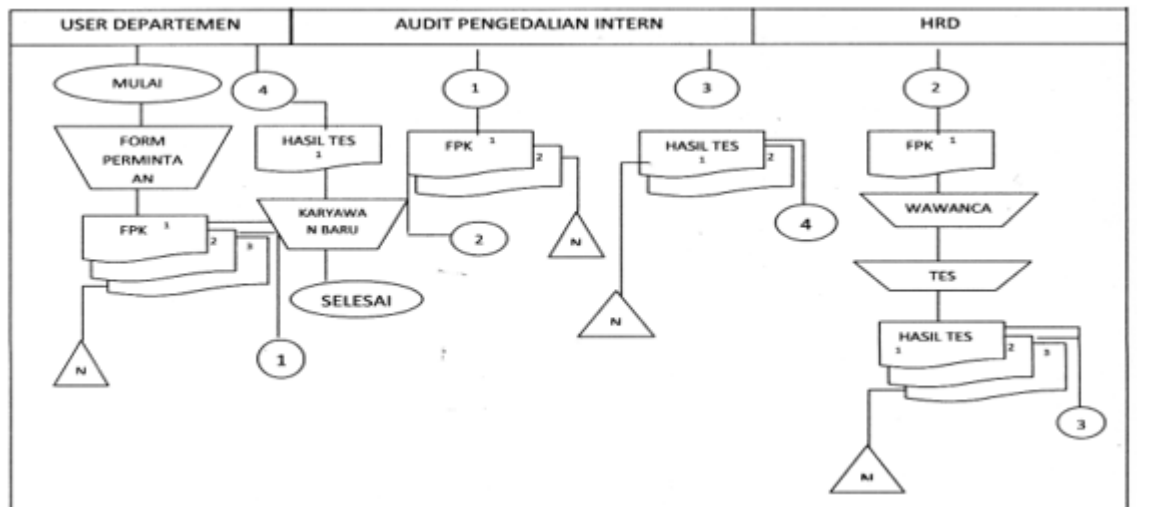 USER DEPARTEMEN
AUDIT PENGEDALIAN INTERN
HRD
MULAI
4
1
3
2
FORM
PERMINTA
AN
HASIL TES
1
FPK 1
2
HASIL TES
1
2
FPK 1
KARYAWA
N BARU
WAWANCA
FPK 1
2
3
2
N
4
TES
SELESAI
N
HASIL TES
1
2
3
N
1
3
N